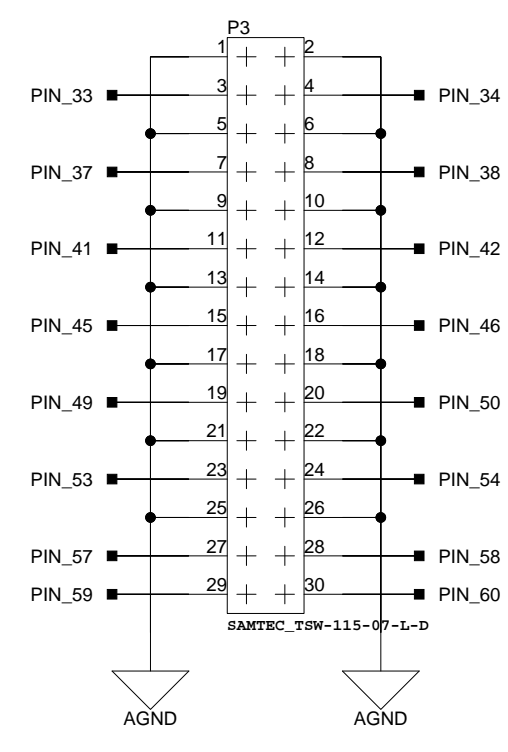 P3
1 2
PIN_33 3 4 PIN_34
5 6
PIN_37 7 8 PIN_38
9 10
PIN_41 11 12 PIN_42
13 14
PIN_45 15 16 PIN_46
17 18
PIN_49 19 20 PIN_50
21 22
PIN_53 23 24 PIN_54
25 26
PIN_57 27 28 PIN_58
PIN_59 29 30 PIN_60
SAMTEC_TSW-115-07-L-D
AGND AGND